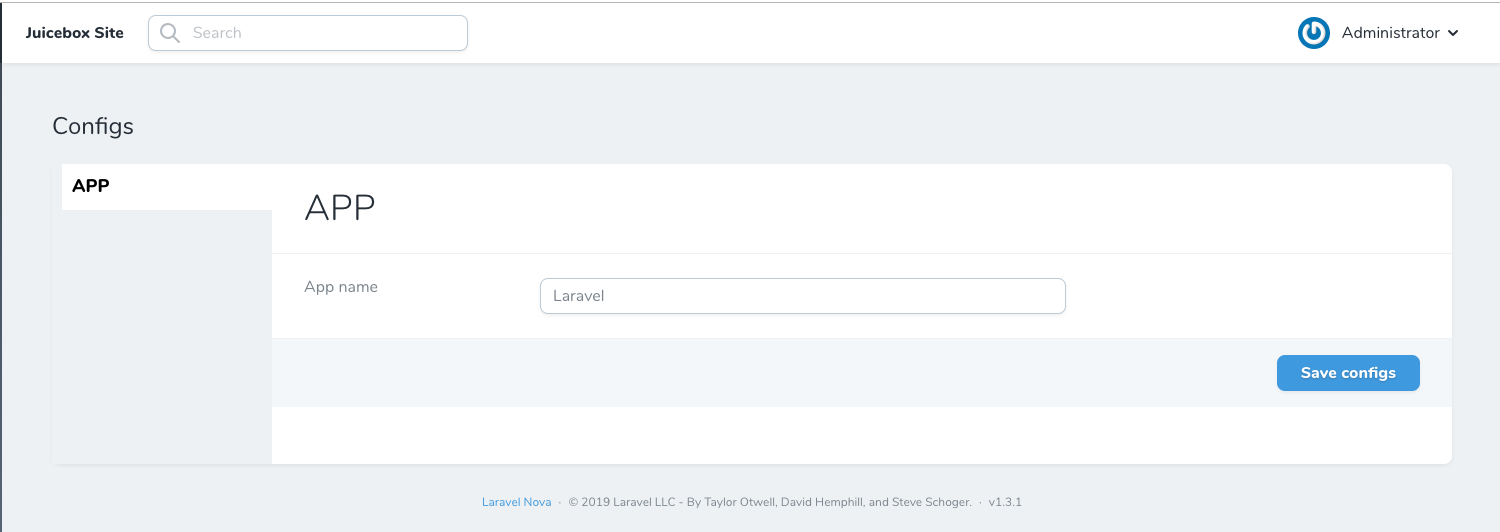 Juicebox Site
Search
Administrator
Configs
APP
APP
App name
Laravel
Save configs
Laravel Nova · © 2019 Laravel LLC - By Taylor Otwell, David Hemphill, and Steve Schoger. · v1.3.1